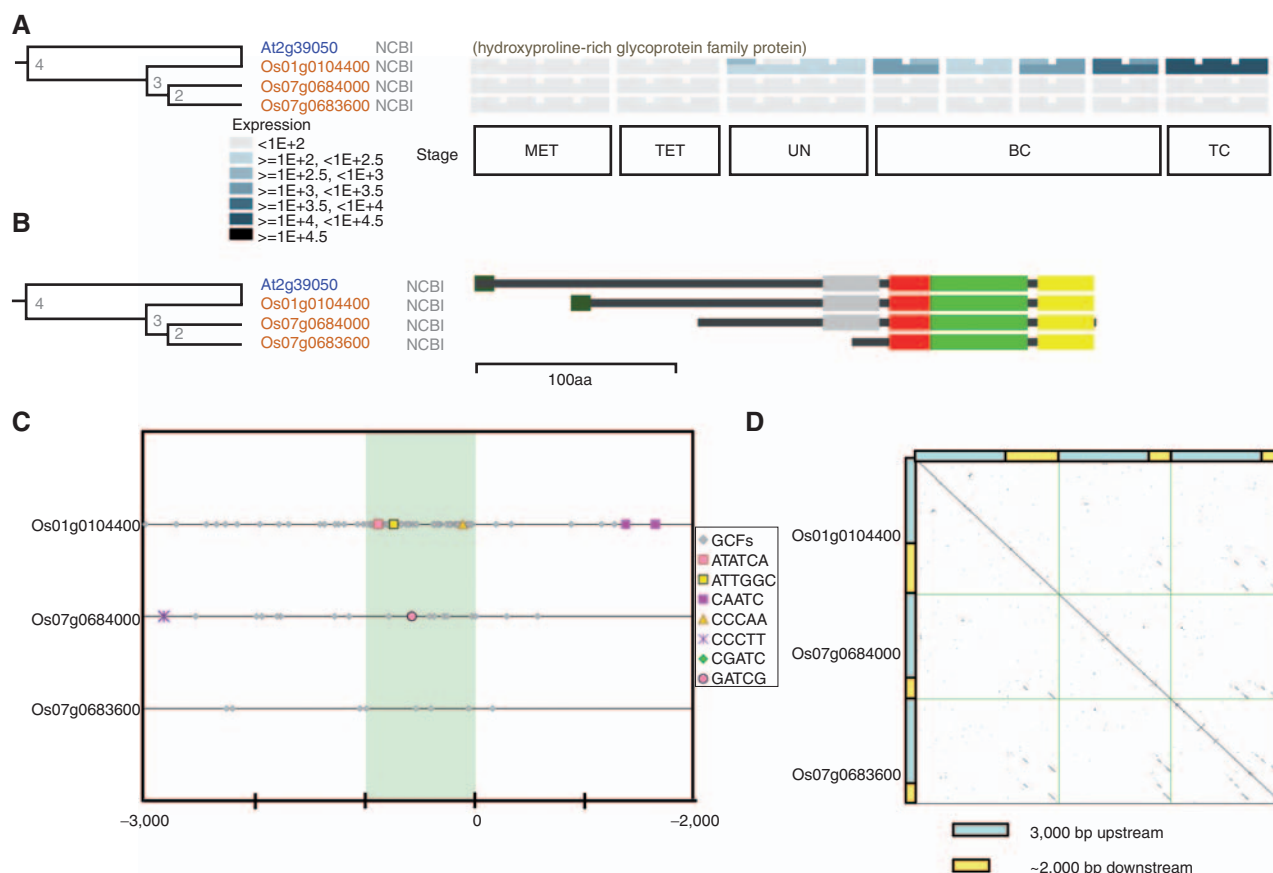 A
4
3
2
At2g39050 NCBI
Os01g0104400 NCBI
Os07g0684000 NCBI
Os07g0683600 NCBI
(hydroxyproline-rich glycoprotein family protein)
Expression
<1E+2
>=1E+2, <1E+2.5
>=1E+2.5, <1E+3
>=1E+3, <1E+3.5
>=1E+3.5, <1E+4
>=1E+4, <1E+4.5
>=1E+4.5
Stage
MET
TET
UN
BC
TC
B
4
3
2
At2g39050 NCBI
Os01g0104400 NCBI
Os07g0684000 NCBI
Os07g0683600 NCBI
100aa
C
Os01g0104400
Os07g0684000
Os07g0683600
−3,000
0
−2,000
GCFs
ATATCA
ATTGGC
CAATC
CCCAA
CCCTT
CGATC
GATCG
D
Os01g0104400
Os07g0684000
Os07g0683600
3,000 bp upstream
~2,000 bp downstream